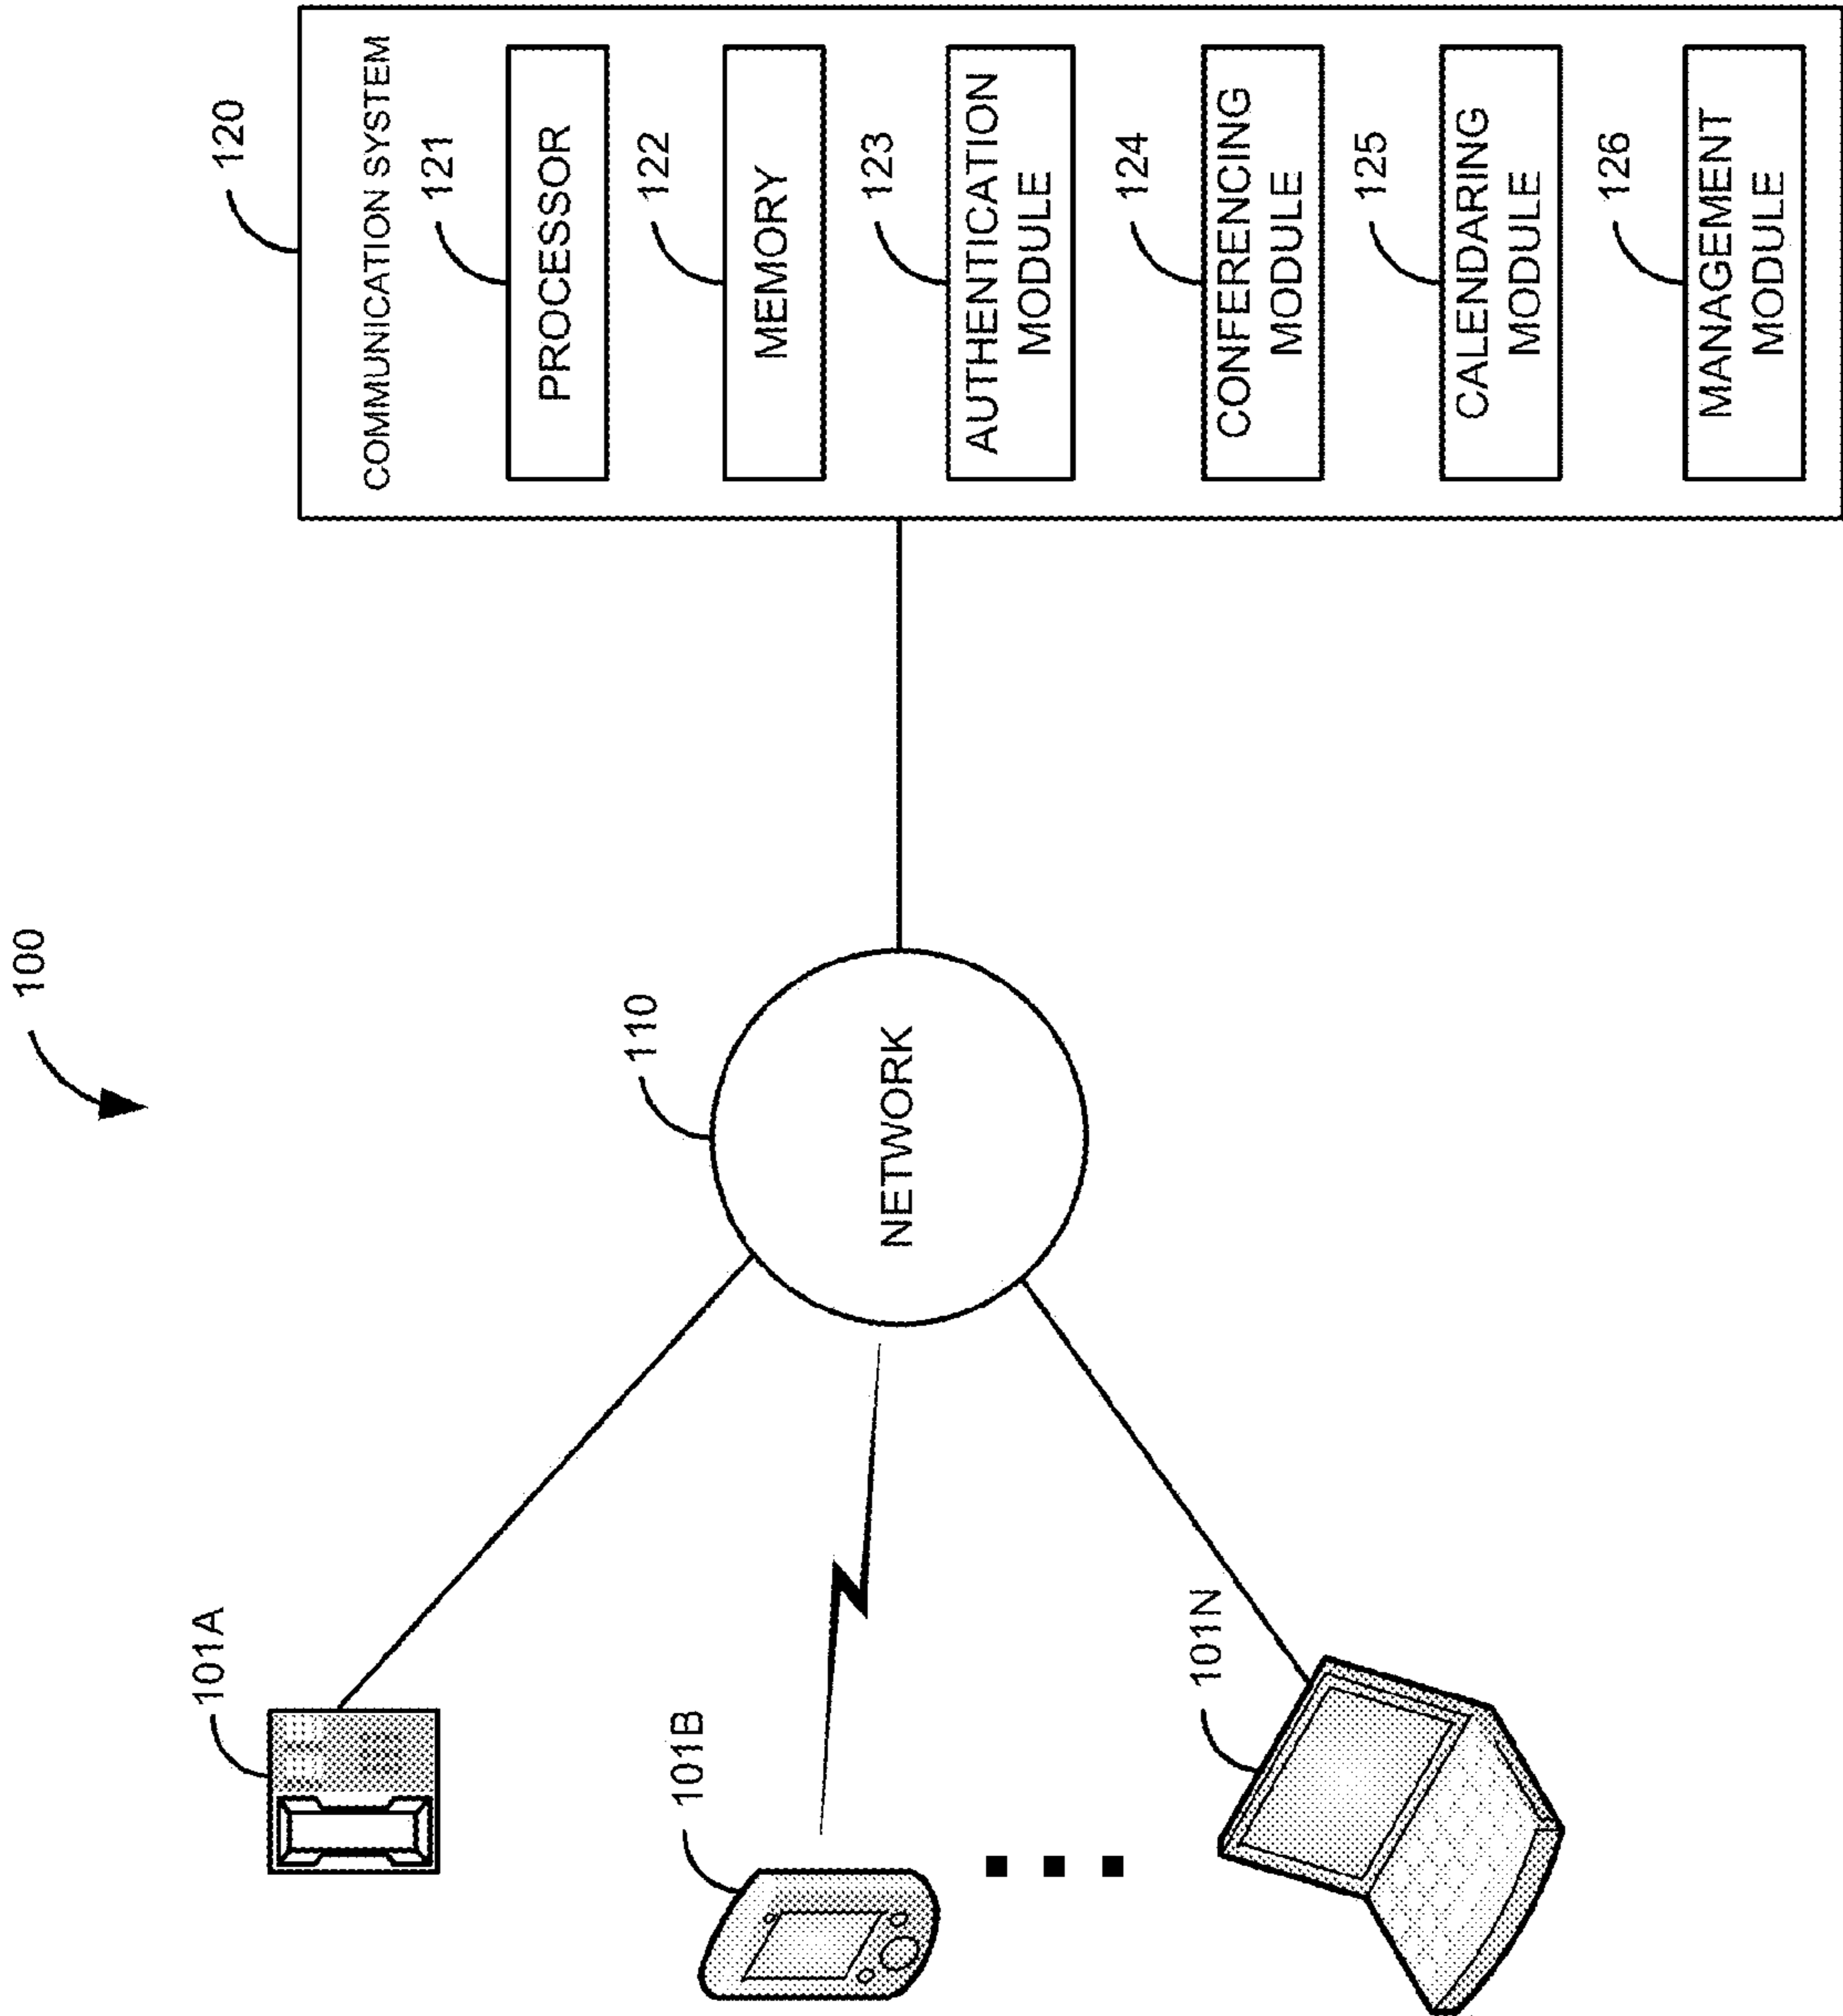 100
101A
101B
101N
110
NETWORK
120
COMMUNICATION SYSTEM
121
PROCESSOR
122
MEMORY
123
AUTHENTICATION
MODULE
124
CONFERENCING
MODULE
125
CALENDARING
MODULE
126
MANAGEMENT
MODULE